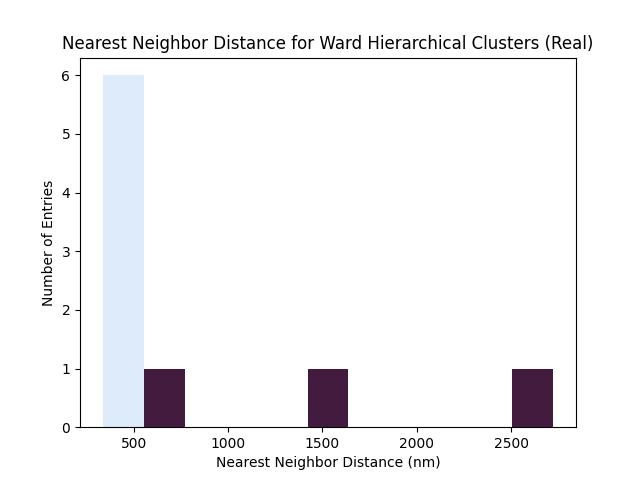 Nearest Neighbor Distance for Ward Hierarchical Clusters (Real)
6
5
4
3
2
1
0
Number of Entries
500 1000 1500 2000 2500
Nearest Neighbor Distance (nm)